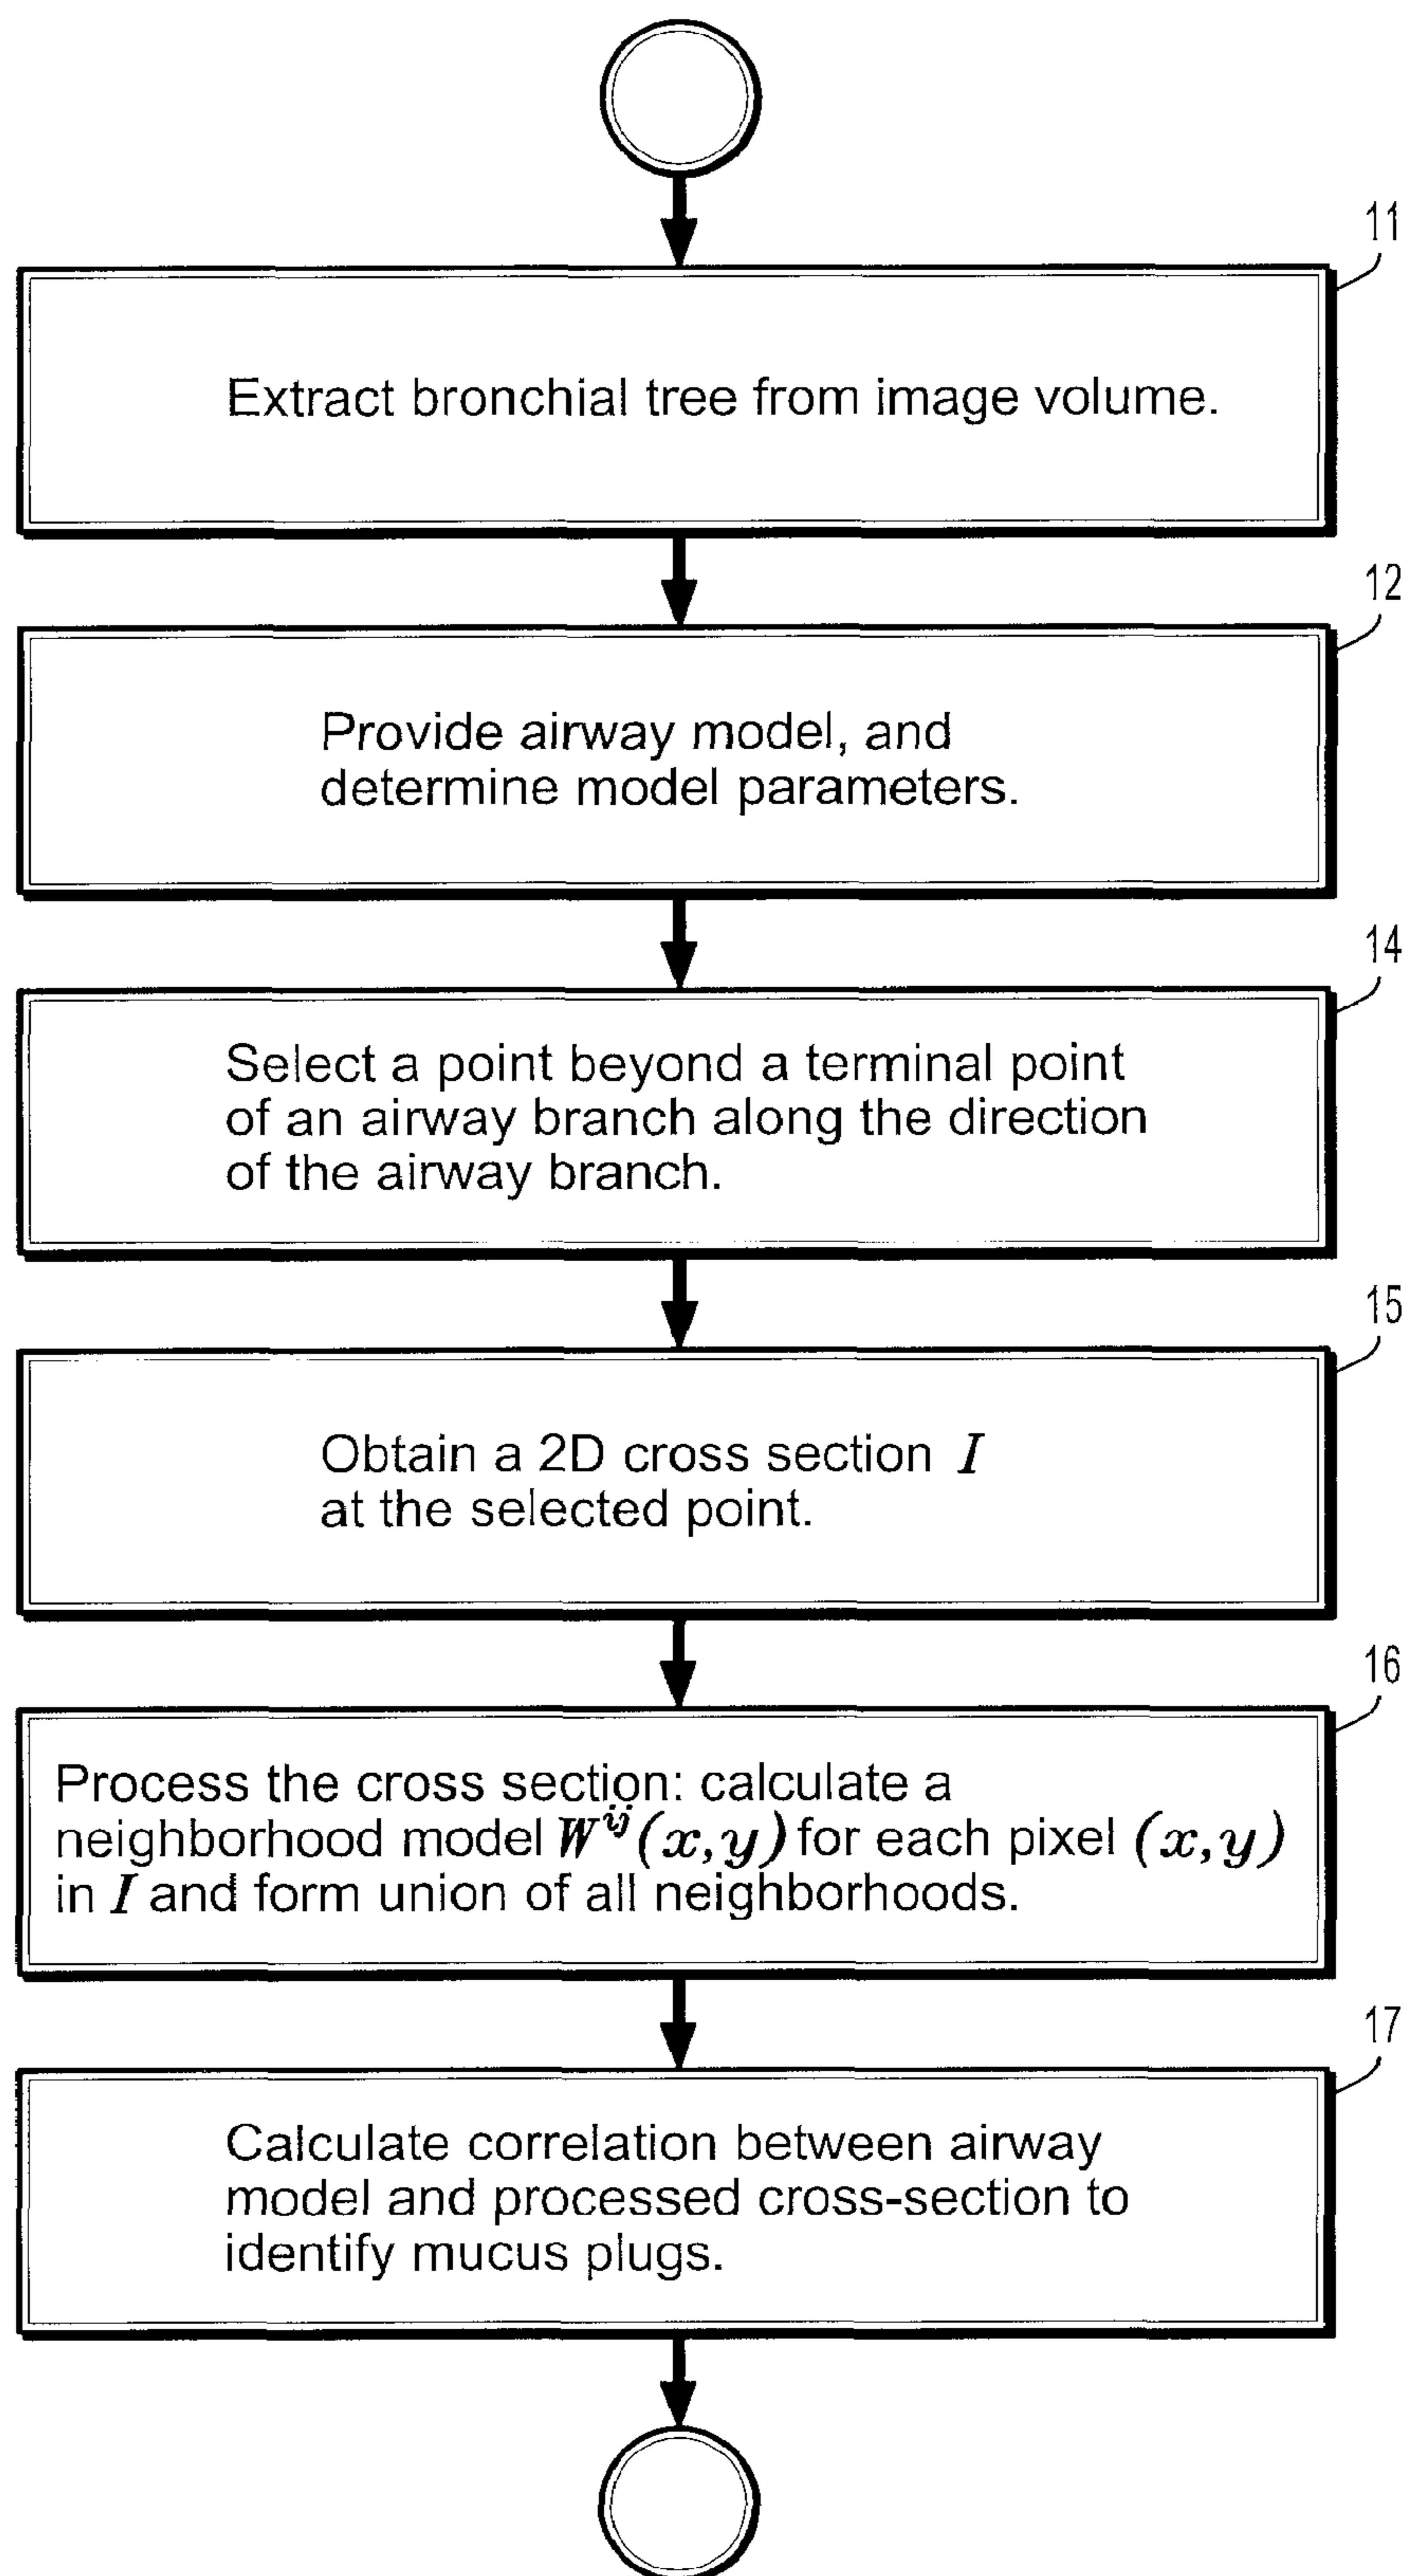 11
Extract bronchial tree from image volume.
12
Provide airway model, and
determine model parameters.
14
Select a point beyond a terminal point
of an airway branch along the direction
of the airway branch.
15
Obtain a 2D cross section I
at the selected point.
16
Process the cross section: calculate a
neighborhood model W^ij(x,y) for each pixel (x,y)
in I and form union of all neighborhoods.
17
Calculate correlation between airway
model and processed cross-section to
identify mucus plugs.